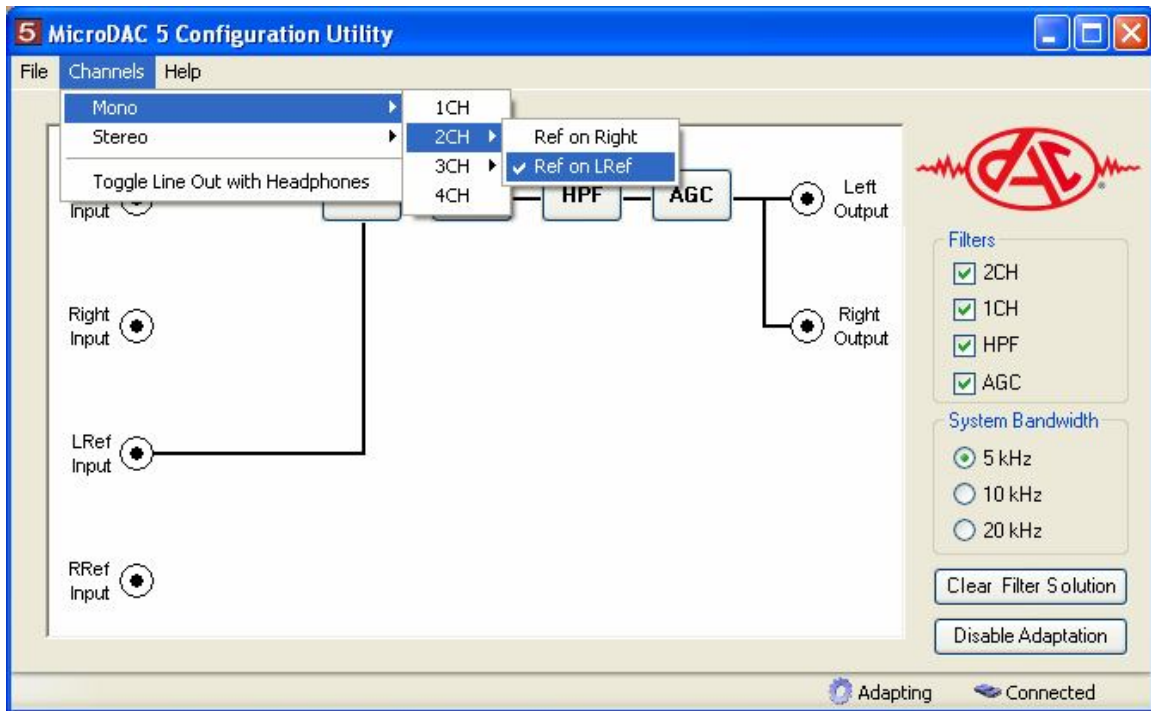 5 MicroDAC 5 Configuration Utility
File Channels Help
Mono
Stereo
Toggle Line Out with Headphones
1CH
2CH
3CH
4CH
Ref on Right
Ref on LRef
Input
HPF
AGC
Left
Output
Right
Input
Right
Output
LRef
Input
RRef
Input
DAC
Filters
2CH
1CH
HPF
AGC
System Bandwidth
5 kHz
10 kHz
20 kHz
Clear Filter Solution
Disable Adaptation
Adapting
Connected